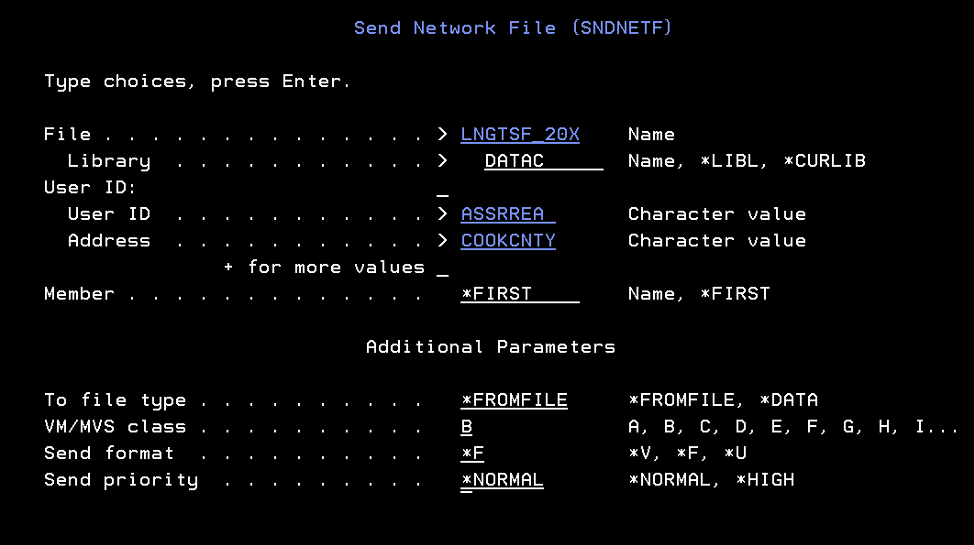 Send Network File (SNDNETF)
Type choices, press Enter.
File . . . . . . . . . . . . . . > LNGTSF_20X Name
Library . . . . . . . . . . . > DATAC Name, *LIBL, *CURLIB
User ID: _
User ID . . . . . . . . . . . > ASSRREA Character value
Address . . . . . . . . . . . > COOKCNTY Character value
+ for more values _
Member . . . . . . . . . . . . . *FIRST Name, *FIRST
Additional Parameters
To file type . . . . . . . . . . *FROMFILE *FROMFILE, *DATA
VM/MVS class . . . . . . . . . . B A, B, C, D, E, F, G, H, I...
Send format . . . . . . . . . . *F *V, *F, *U
Send priority . . . . . . . . . *NORMAL *NORMAL, *HIGH